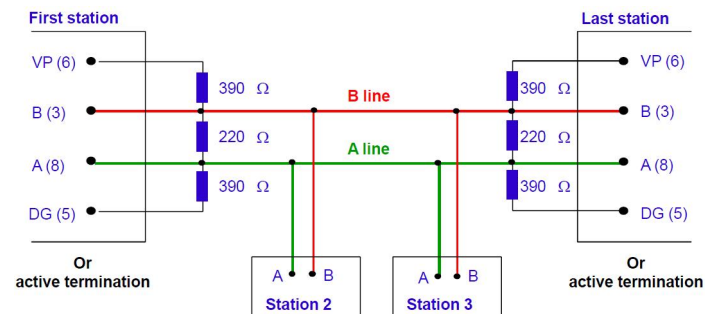 First station
Last station
VP (6)
390 Ω
B line
390 Ω
VP (6)
B (3)
B (3)
220 Ω
A line
220 Ω
A (8)
A (8)
390 Ω
390 Ω
DG (5)
DG (5)
Or
active termination
A B
Station 2
A B
Station 3
Or
active termination